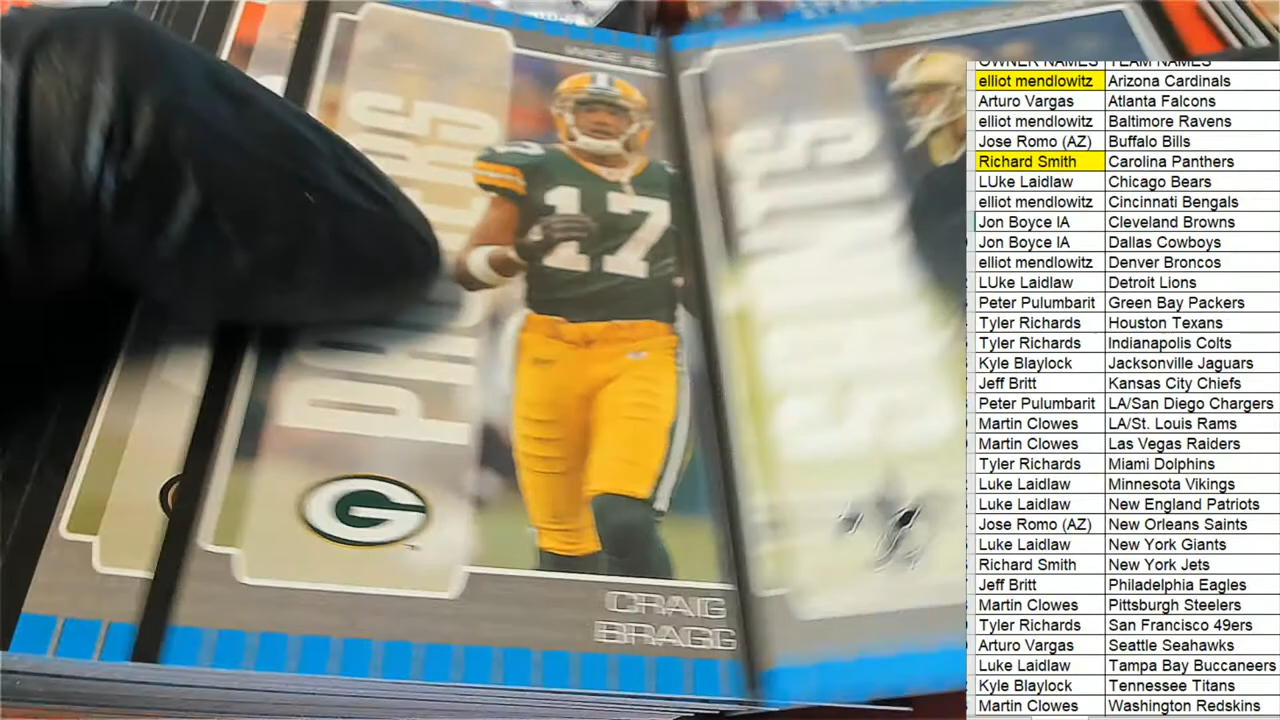 WIDE RE
PACKERS
17
G
CRAIG
BRAGG
SAINTS
OWNER NAMES TEAM NAMES
elliot mendlowitz Arizona Cardinals
Arturo Vargas Atlanta Falcons
elliot mendlowitz Baltimore Ravens
Jose Romo (AZ) Buffalo Bills
Richard Smith Carolina Panthers
LUke Laidlaw Chicago Bears
elliot mendlowitz Cincinnati Bengals
Jon Boyce IA Cleveland Browns
Jon Boyce IA Dallas Cowboys
elliot mendlowitz Denver Broncos
LUke Laidlaw Detroit Lions
Peter Pulumbarit Green Bay Packers
Tyler Richards Houston Texans
Tyler Richards Indianapolis Colts
Kyle Blaylock Jacksonville Jaguars
Jeff Britt Kansas City Chiefs
Peter Pulumbarit LA/San Diego Chargers
Martin Clowes LA/St. Louis Rams
Martin Clowes Las Vegas Raiders
Tyler Richards Miami Dolphins
Luke Laidlaw Minnesota Vikings
Luke Laidlaw New England Patriots
Jose Romo (AZ) New Orleans Saints
Luke Laidlaw New York Giants
Richard Smith New York Jets
Jeff Britt Philadelphia Eagles
Martin Clowes Pittsburgh Steelers
Tyler Richards San Francisco 49ers
Arturo Vargas Seattle Seahawks
Luke Laidlaw Tampa Bay Buccaneers
Kyle Blaylock Tennessee Titans
Martin Clowes Washington Redskins